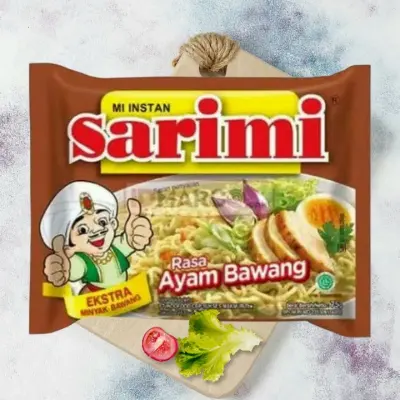 MI INSTAN
sarimi
Rasa
Ayam Bawang
EKSTRA
MINYAK-BAWANG